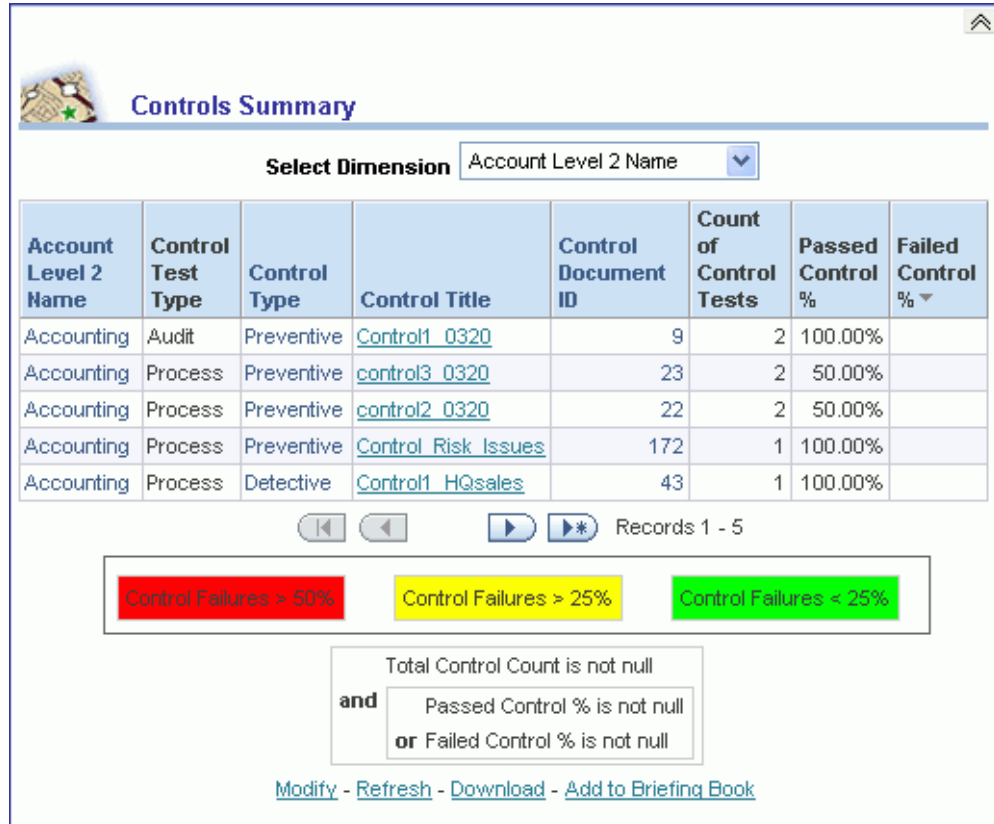 Controls Summary
Select Dimension Account Level 2 Name
Account Level 2 Name Control Test Type Control Type Control Title Control Document ID Count of Control Tests Passed Control % Failed Control %
Accounting Audit Preventive Control1_0320 9 2 100.00%
Accounting Process Preventive control3_0320 23 2 50.00%
Accounting Process Preventive control2_0320 22 2 50.00%
Accounting Process Preventive Control_Risk_Issues 172 1 100.00%
Accounting Process Detective Control1_HQsales 43 1 100.00%
Records 1 - 5
Control Failures > 50% Control Failures > 25% Control Failures < 25%
Total Control Count is not null
and Passed Control % is not null
or Failed Control % is not null
Modify - Refresh - Download - Add to Briefing Book